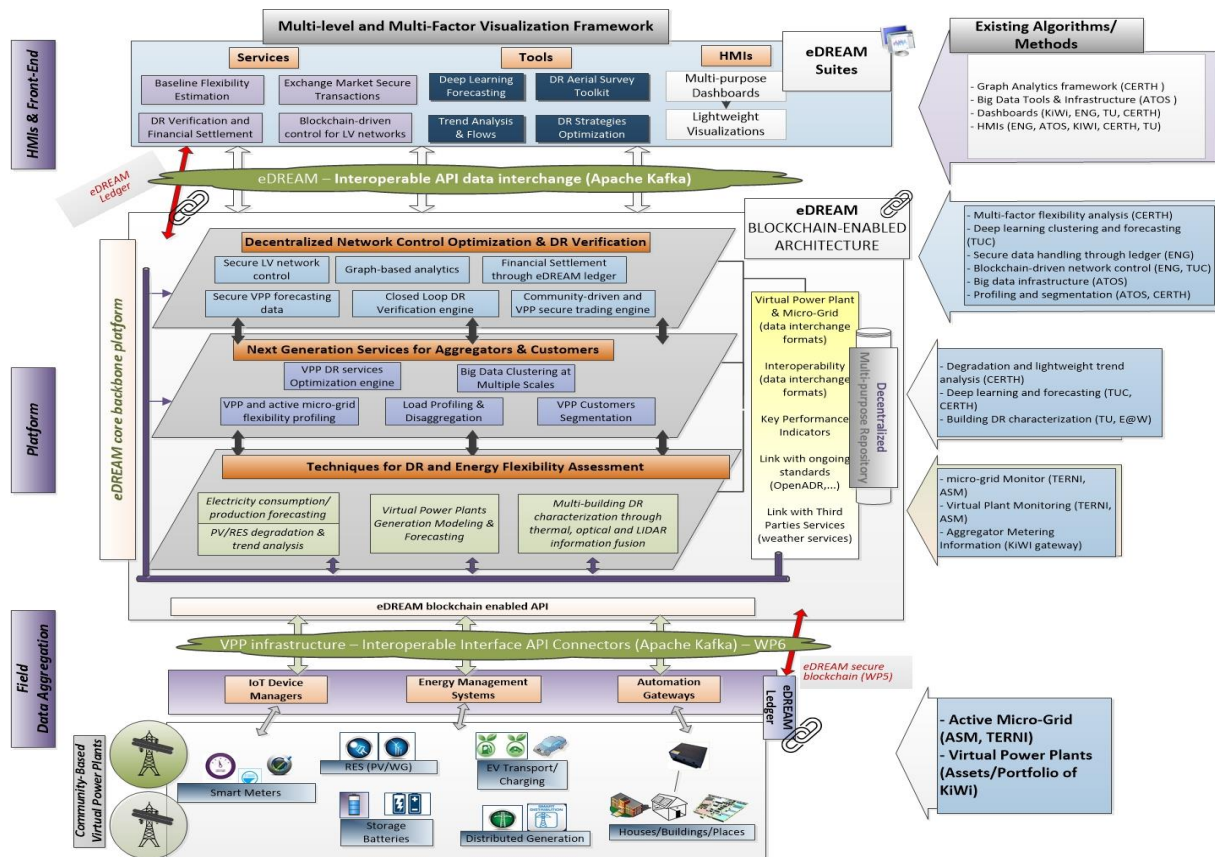 Multi-level and Multi-Factor Visualization Framework
HMIs & Front-End
Services
Baseline Flexibility
Estimation
Exchange Market Secure
Transactions
DR Verification and
Financial Settlement
Blockchain-driven
control for LV networks
Tools
Deep Learning
Forecasting
DR Aerial Survey
Toolkit
Trend Analysis
& Flows
DR Strategies
Optimization
HMIs
Multi-purpose
Dashboards
Lightweight
Visualizations
eDREAM
Suites
Existing Algorithms/
Methods
- Graph Analytics framework (CERTH )
- Big Data Tools & Infrastructure (ATOS )
- Dashboards (KiWi, ENG, TU, CERTH)
- HMIs (ENG, ATOS, KIWI, CERTH, TU)
eDREAM
Ledger
eDREAM – Interoperable API data interchange (Apache Kafka)
Platform
eDREAM core backbone platform
eDREAM
BLOCKCHAIN-ENABLED
ARCHITECTURE
Decentralized Network Control Optimization & DR Verification
Secure LV network
control
Graph-based analytics
Financial Settlement
through eDREAM ledger
Secure VPP forecasting
data
Closed Loop DR
Verification engine
Community-driven and
VPP secure trading engine
Next Generation Services for Aggregators & Customers
VPP DR services
Optimization engine
Big Data Clustering at
Multiple Scales
VPP and active micro-grid
flexibility profiling
Load Profiling &
Disaggregation
VPP Customers
Segmentation
Techniques for DR and Energy Flexibility Assessment
Electricity consumption/
production forecasting
PV/RES degradation &
trend analysis
Virtual Power Plants
Generation Modeling &
Forecasting
Multi-building DR
characterization through
thermal, optical and LIDAR
information fusion
Virtual Power Plant
& Micro-Grid
(data interchange
formats)
Interoperability
(data interchange
formats)
Key Performance
Indicators
Link with ongoing
standards
(OpenADR,...)
Link with Third
Parties Services
(weather services)
Decentralized
Multi-purpose Repository
- Multi-factor flexibility analysis (CERTH)
- Deep learning clustering and forecasting
(TUC)
- Secure data handling through ledger (ENG)
- Blockchain-driven network control (ENG, TUC)
- Big data infrastructure (ATOS)
- Profiling and segmentation (ATOS, CERTH)
- Degradation and lightweight trend
analysis (CERTH)
- Deep learning and forecasting (TUC,
CERTH)
- Building DR characterization (TU, E@W)
- micro-grid Monitor (TERNI,
ASM)
- Virtual Plant Monitoring (TERNI,
ASM)
- Aggregator Metering
Information (KiWI gateway)
eDREAM blockchain enabled API
VPP infrastructure – Interoperable Interface API Connectors (Apache Kafka) – WP6
eDREAM secure
blockchain (WP5)
Field
Data Aggregation
IoT Device
Managers
Energy Management
Systems
Automation
Gateways
eDREAM
Ledger
Community-Based
Virtual Power Plants
Smart Meters
RES (PV/WG)
EV Transport/
Charging
Storage
Batteries
Distributed Generation
Houses/Buildings/Places
- Active Micro-Grid
(ASM, TERNI)
- Virtual Power Plants
(Assets/Portfolio of
KiWi)